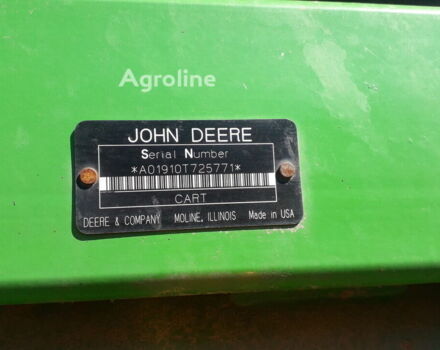 Agroline
JOHN DEERE
Serial Number
*A01910T725771*
CART
DEERE & COMPANY MOLINE, ILLINOIS Made in USA